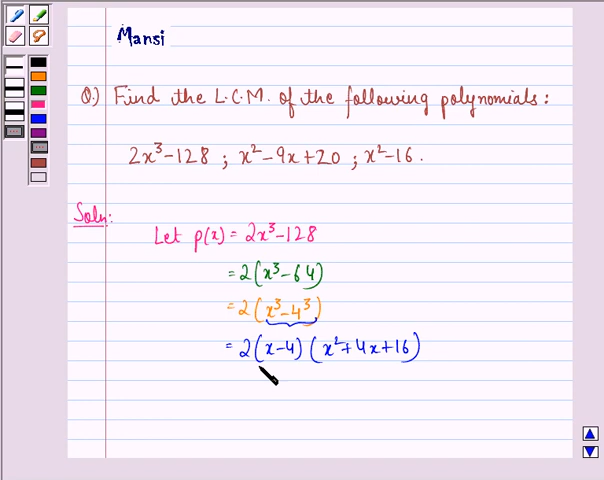 Mansi
Q.) Find the L.C.M. of the following polynomials:
2x³-128 ; x²-9x+20 ; x²-16.
Soln:
Let p(x) = 2x³-128
= 2(x³-64)
= 2(x³-4³)
= 2(x-4)(x²+4x+16)